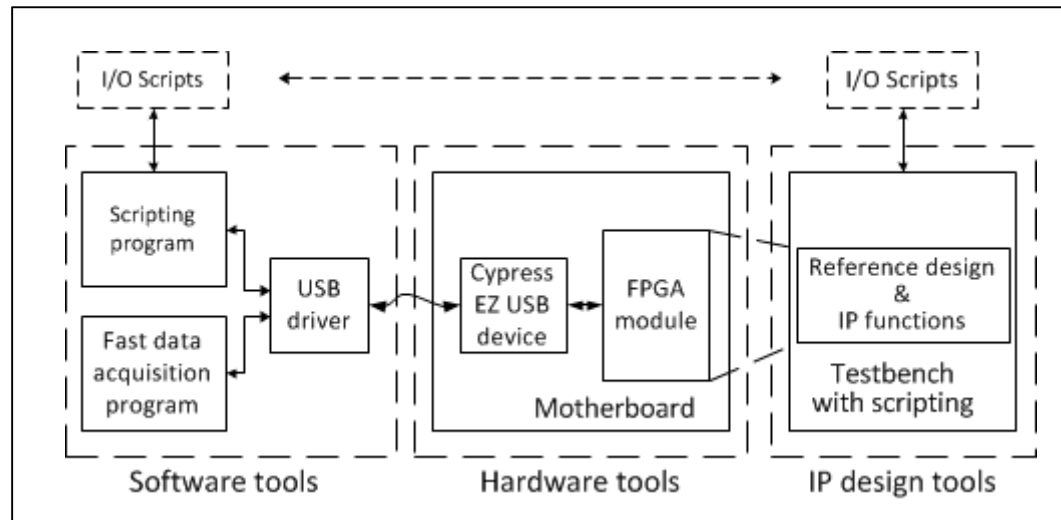 I/O Scripts
I/O Scripts
Scripting
program
Fast data
acquisition
program
USB
driver
Cypress
EZ USB
device
FPGA
module
Motherboard
Reference design
&
IP functions
Testbench
with scripting
Software tools
Hardware tools
IP design tools